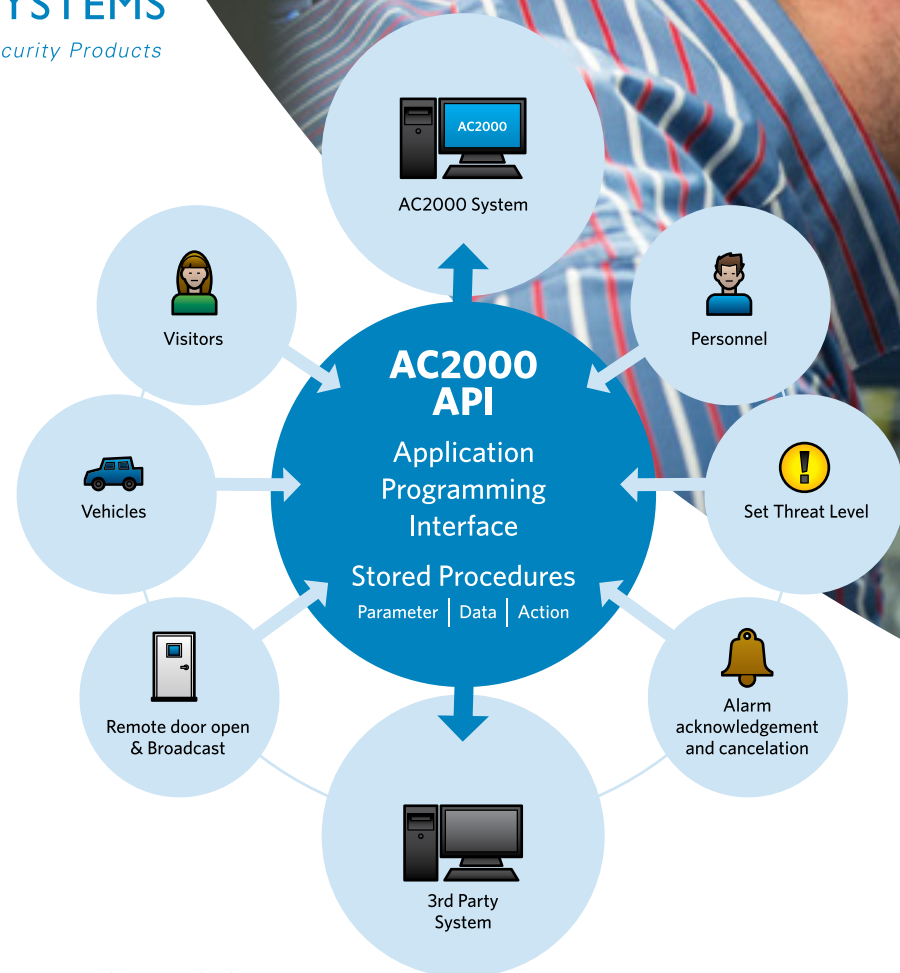 YSTEMS
curity Products
AC2000
AC2000 System
Visitors
Personnel
AC2000
API
Application
Programming
Interface
Stored Procedures
Parameter | Data | Action
Vehicles
Set Threat Level
Remote door open
& Broadcast
Alarm
acknowledgement
and cancelation
3rd Party
System